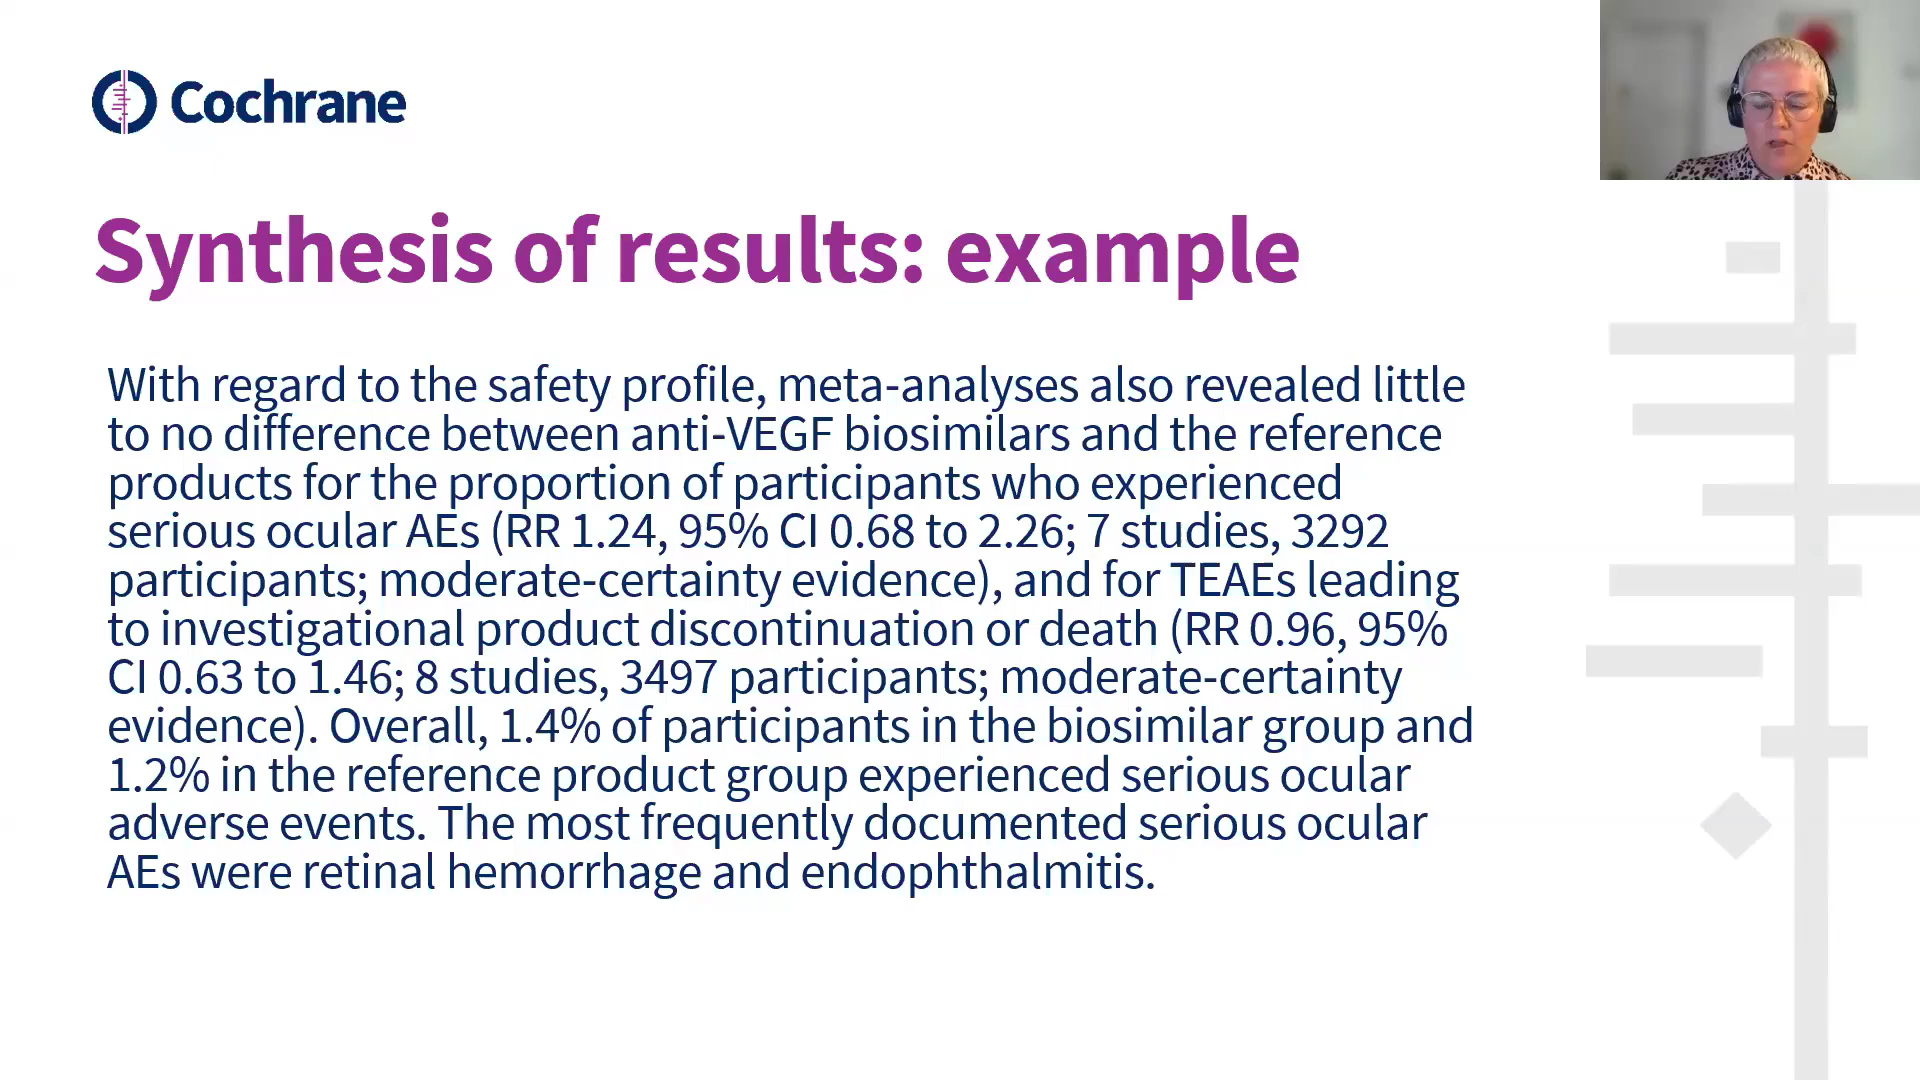 Cochrane
Synthesis of results: example
With regard to the safety profile, meta-analyses also revealed little
to no difference between anti-VEGF biosimilars and the reference
products for the proportion of participants who experienced
serious ocular AEs (RR 1.24, 95% CI 0.68 to 2.26; 7 studies, 3292
participants; moderate-certainty evidence), and for TEAEs leading
to investigational product discontinuation or death (RR 0.96, 95%
CI 0.63 to 1.46; 8 studies, 3497 participants; moderate-certainty
evidence). Overall, 1.4% of participants in the biosimilar group and
1.2% in the reference product group experienced serious ocular
adverse events. The most frequently documented serious ocular
AEs were retinal hemorrhage and endophthalmitis.